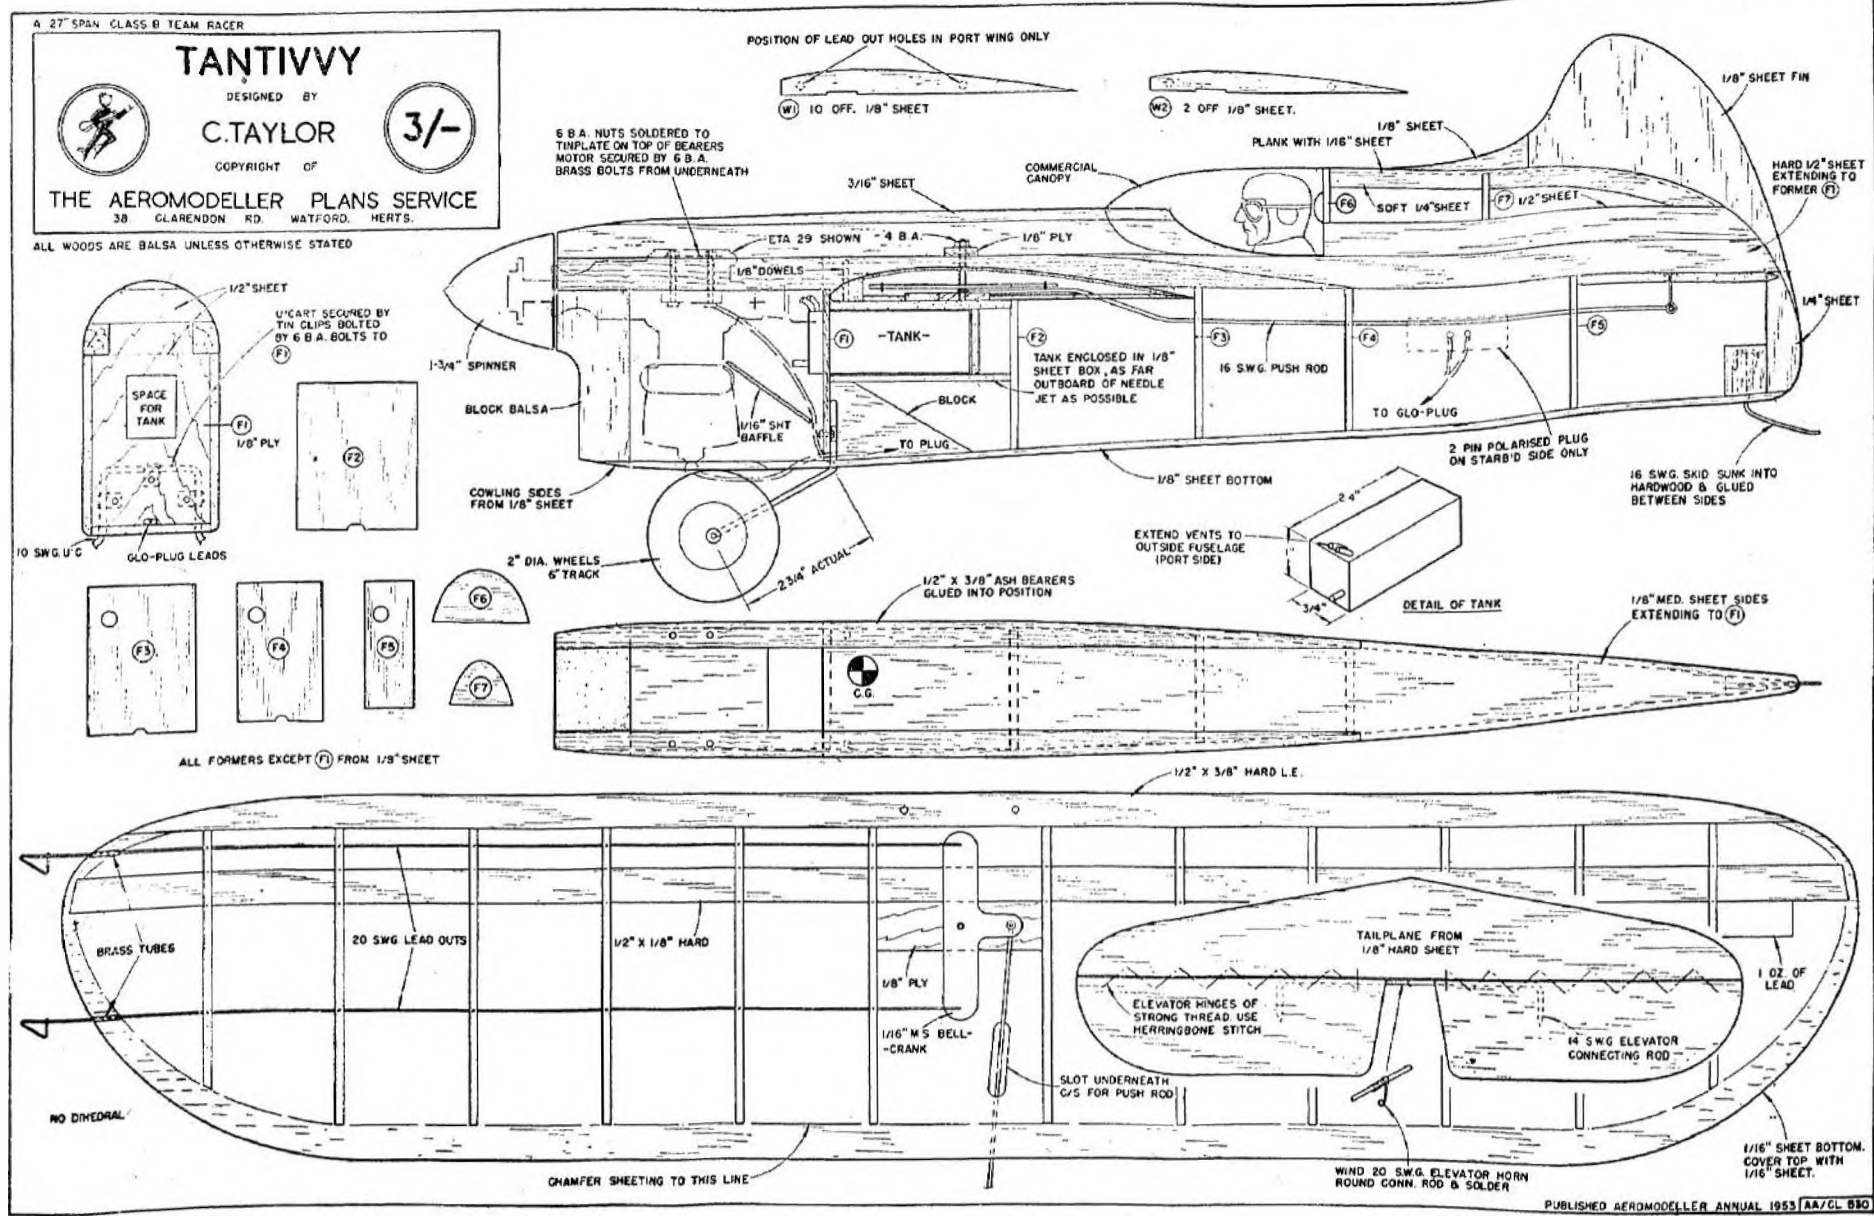 A 27" SPAN CLASS B TEAM RACER
TANTIVVY
DESIGNED BY
C.TAYLOR
3/-
COPYRIGHT OF
THE AEROMODELLER PLANS SERVICE
38 CLARENDON RD. WATFORD. HERTS.
ALL WOODS ARE BALSA UNLESS OTHERWISE STATED
POSITION OF LEAD OUT HOLES IN PORT WING ONLY
W1 10 OFF. 1/8" SHEET
W2 2 OFF 1/8" SHEET.
6 B.A. NUTS SOLDERED TO
TINPLATE ON TOP OF BEARERS
MOTOR SECURED BY 6 B.A.
BRASS BOLTS FROM UNDERNEATH
3/16" SHEET
COMMERCIAL
CANOPY
PLANK WITH 1/16" SHEET
1/8" SHEET
1/8" SHEET FIN
HARD 1/2" SHEET
EXTENDING TO
FORMER F1
F6
SOFT 1/4" SHEET
F7
1/2" SHEET
ETA 29 SHOWN
4 B.A.
1/8" PLY
1/8" DOWELS
1/4" SHEET
1-3/4" SPINNER
BLOCK BALSA
F1
-TANK-
F2
F3
F4
F5
TANK ENCLOSED IN 1/8"
SHEET BOX, AS FAR
OUTBOARD OF NEEDLE
JET AS POSSIBLE
16 S.W.G. PUSH ROD
TO GLO-PLUG
BLOCK
1/16" SHT
BAFFLE
TO PLUG
2 PIN POLARISED PLUG
ON STARB'D SIDE ONLY
1/8" SHEET BOTTOM
16 SWG. SKID SUNK INTO
HARDWOOD & GLUED
BETWEEN SIDES
COWLING SIDES
FROM 1/8" SHEET
2" DIA. WHEELS
6" TRACK
2 3/4" ACTUAL
1/2" SHEET
U'CART SECURED BY
TIN CLIPS BOLTED
BY 6 B.A. BOLTS TO
F1
SPACE
FOR
TANK
F1
1/8" PLY
F2
10 SWG. U'C
GLO-PLUG LEADS
F3
F4
F5
F6
F7
ALL FORMERS EXCEPT F1 FROM 1/8" SHEET
EXTEND VENTS TO
OUTSIDE FUSELAGE
(PORT SIDE)
3/4"
DETAIL OF TANK
1/2" X 3/8" ASH BEARERS
GLUED INTO POSITION
1/8" MED. SHEET SIDES
EXTENDING TO F1
C.G.
1/2" X 3/8" HARD L.E.
BRASS TUBES
20 SWG LEAD OUTS
1/2" X 1/8" HARD
1/8" PLY
1/16" M S BELL-
-CRANK
TAILPLANE FROM
1/8" HARD SHEET
ELEVATOR HINGES OF
STRONG THREAD. USE
HERRINGBONE STITCH
14 S.W.G ELEVATOR
CONNECTING ROD
1 OZ. OF
LEAD
SLOT UNDERNEATH
C/S FOR PUSH ROD
NO DIHEDRAL
CHAMFER SHEETING TO THIS LINE
WIND 20 S.W.G. ELEVATOR HORN
ROUND CONN. ROD & SOLDER
1/16" SHEET BOTTOM.
COVER TOP WITH
1/16" SHEET.
PUBLISHED AEROMODELLER ANNUAL 1953 AA/CL 530